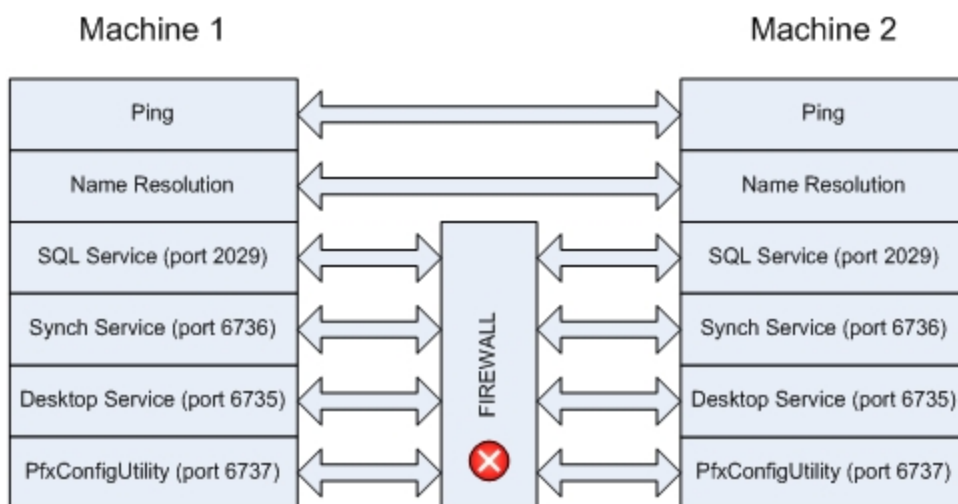 Machine 1
Machine 2
Ping
Ping
Name Resolution
Name Resolution
SQL Service (port 2029)
SQL Service (port 2029)
Synch Service (port 6736)
Synch Service (port 6736)
FIREWALL
Desktop Service (port 6735)
Desktop Service (port 6735)
PfxConfigUtility (port 6737)
PfxConfigUtility (port 6737)